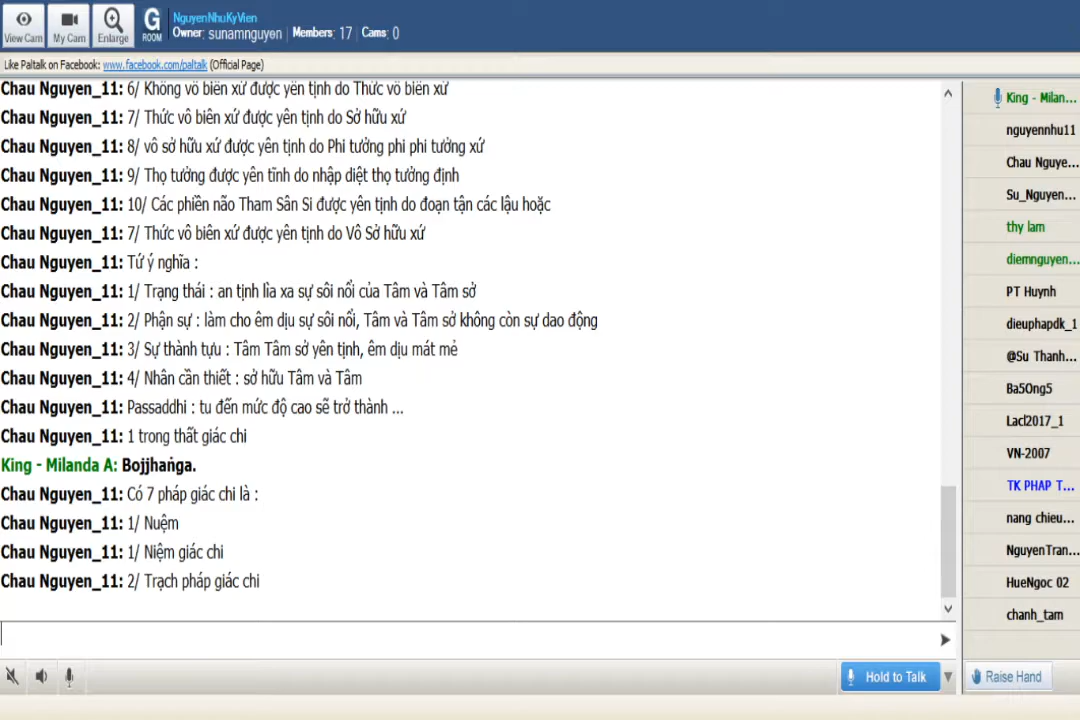 NguyenNhuKyVien
Owner: sunamnguyen | Members: 17 | Cams: 0
View Cam
My Cam
Enlarge
G ROOM
Like Paltalk on Facebook: www.facebook.com/paltalk (Official Page)
Chau Nguyen_11: 6/ Không vô biên xứ được yên tịnh do Thức vô biên xứ
Chau Nguyen_11: 7/ Thức vô biên xứ được yên tịnh do Sở hữu xứ
Chau Nguyen_11: 8/ vô sở hữu xứ được yên tịnh do Phi tưởng phi phi tưởng xứ
Chau Nguyen_11: 9/ Thọ tưởng được yên tĩnh do nhập diệt thọ tưởng định
Chau Nguyen_11: 10/ Các phiền não Tham Sân Si được yên tịnh do đoạn tận các lậu hoặc
Chau Nguyen_11: 7/ Thức vô biên xứ được yên tịnh do Vô Sở hữu xứ
Chau Nguyen_11: Tứ ý nghĩa :
Chau Nguyen_11: 1/ Trạng thái : an tịnh lìa xa sự sôi nổi của Tâm và Tâm sở
Chau Nguyen_11: 2/ Phận sự : làm cho êm dịu sự sôi nổi, Tâm và Tâm sở không còn sự dao động
Chau Nguyen_11: 3/ Sự thành tựu : Tâm Tâm sở yên tịnh, êm dịu mát mẻ
Chau Nguyen_11: 4/ Nhân cần thiết : sở hữu Tâm và Tâm
Chau Nguyen_11: Passaddhi : tu đến mức độ cao sẽ trở thành ...
Chau Nguyen_11: 1 trong thất giác chi
King - Milanda A: Bojjhaṅga.
Chau Nguyen_11: Có 7 pháp giác chi là :
Chau Nguyen_11: 1/ Nuệm
Chau Nguyen_11: 1/ Niệm giác chi
Chau Nguyen_11: 2/ Trạch pháp giác chi
King - Milan...
nguyennhu11
Chau Nguye...
Su_Nguyen...
thy lam
diemnguyen...
PT Huynh
dieuphapdk_1
@Su Thanh...
Ba5Ong5
Lacl2017_1
VN-2007
TK PHAP T...
nang chieu...
NguyenTran...
HueNgoc 02
chanh_tam
Hold to Talk
Raise Hand